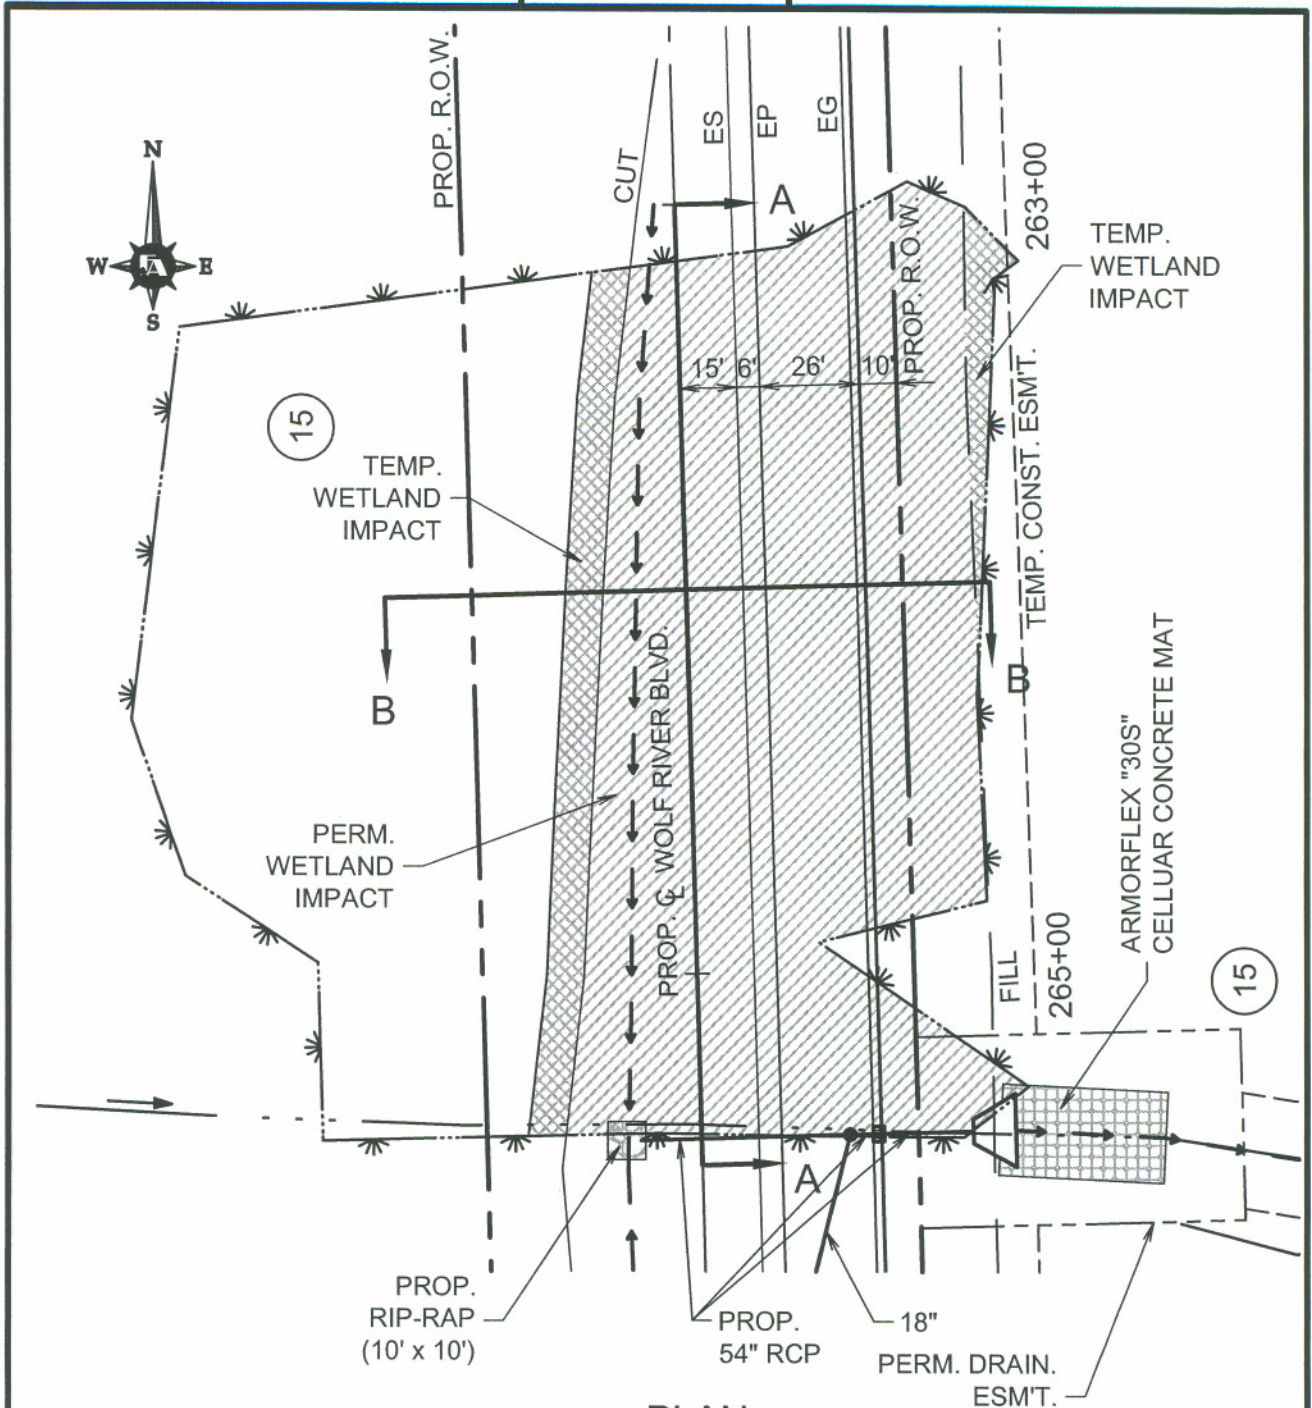 PROP. R.O.W.
CUT
ES
EP
EG
A
PROP. R.O.W.
263+00
TEMP.
WETLAND
IMPACT
N
W
E
S
15' 6' 26' 10'
15
TEMP.
WETLAND
IMPACT
TEMP. CONST. ESM'T.
B
B
PROP. ℄ WOLF RIVER BLVD.
PERM.
WETLAND
IMPACT
ARMORFLEX "30S"
CELLUAR CONCRETE MAT
FILL
265+00
15
A
PROP.
RIP-RAP
(10' x 10')
PROP.
54" RCP
18"
PERM. DRAIN.
ESM'T.
PLAN